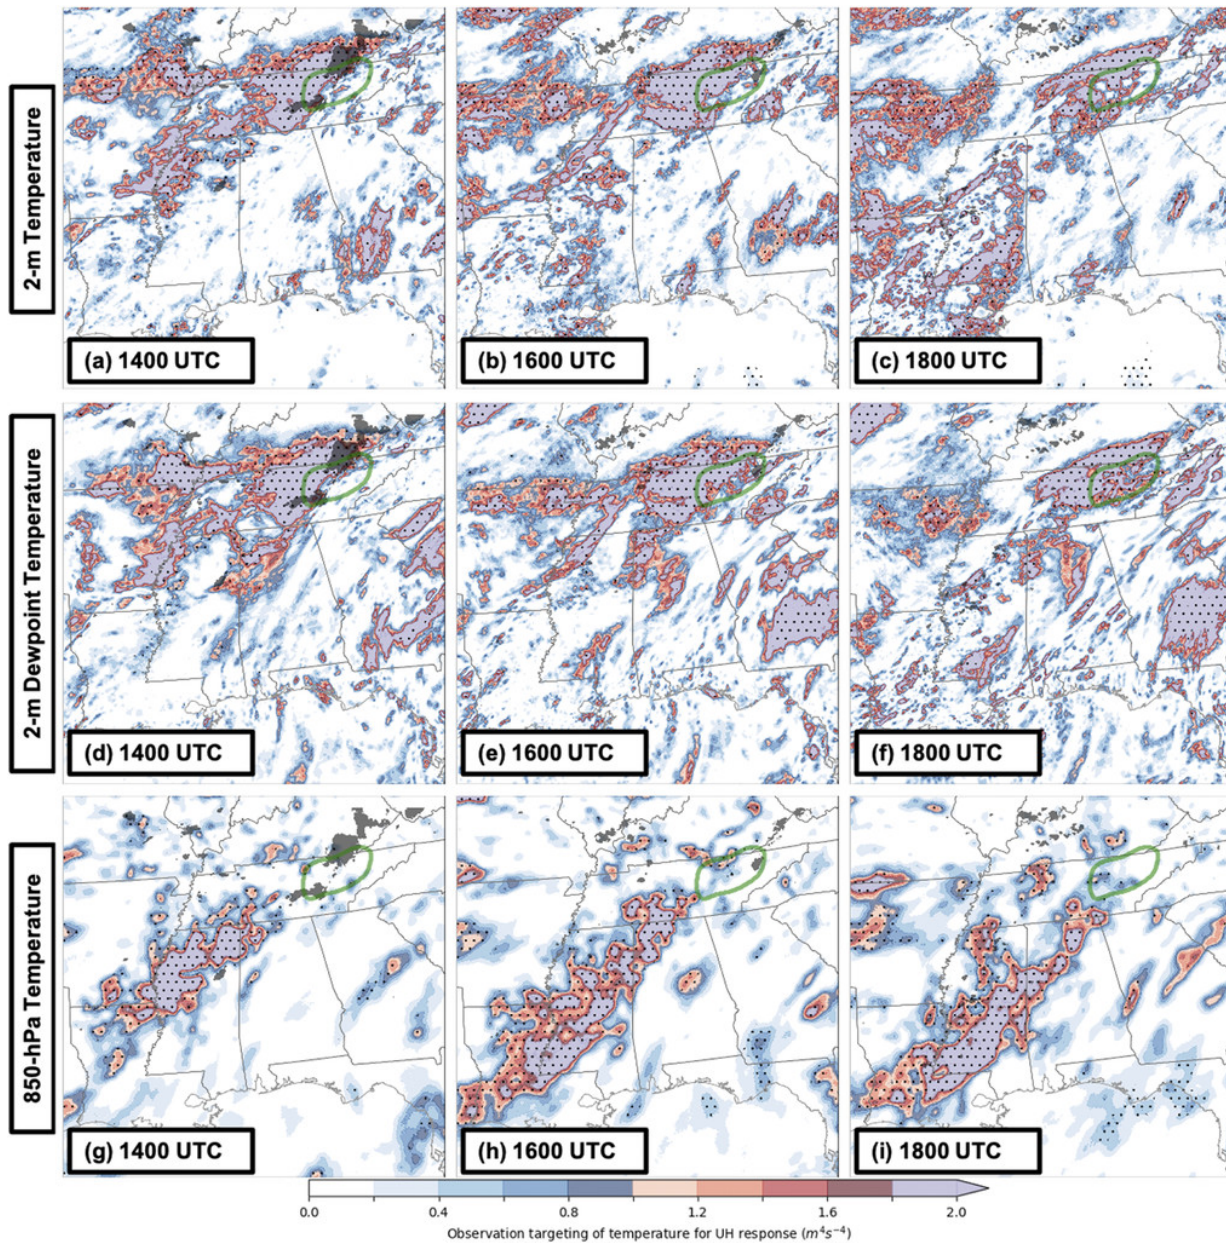 2-m Temperature
(a) 1400 UTC
(b) 1600 UTC
(c) 1800 UTC
2-m Dewpoint Temperature
(d) 1400 UTC
(e) 1600 UTC
(f) 1800 UTC
850-hPa Temperature
(g) 1400 UTC
(h) 1600 UTC
(i) 1800 UTC
0.0 0.4 0.8 1.2 1.6 2.0
Observation targeting of temperature for UH response (m⁴s⁻⁴)